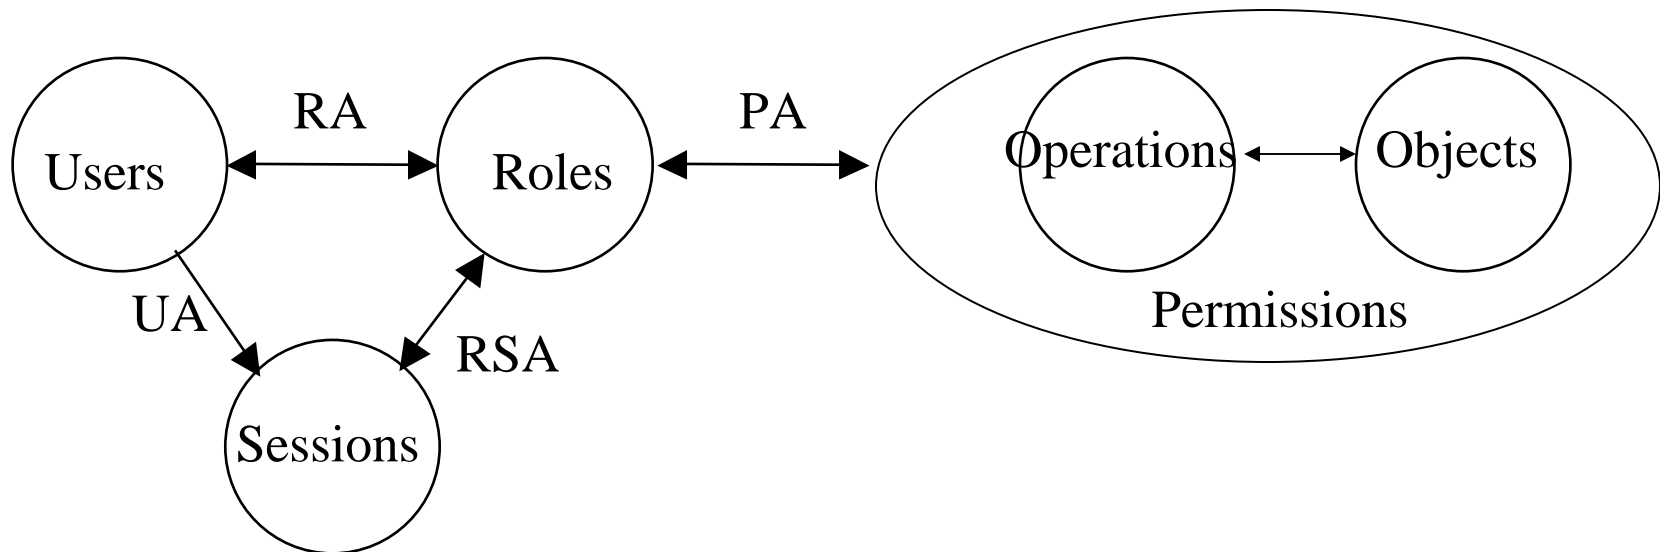 RA
PA
Users
Roles
Operations
Objects
UA
RSA
Permissions
Sessions